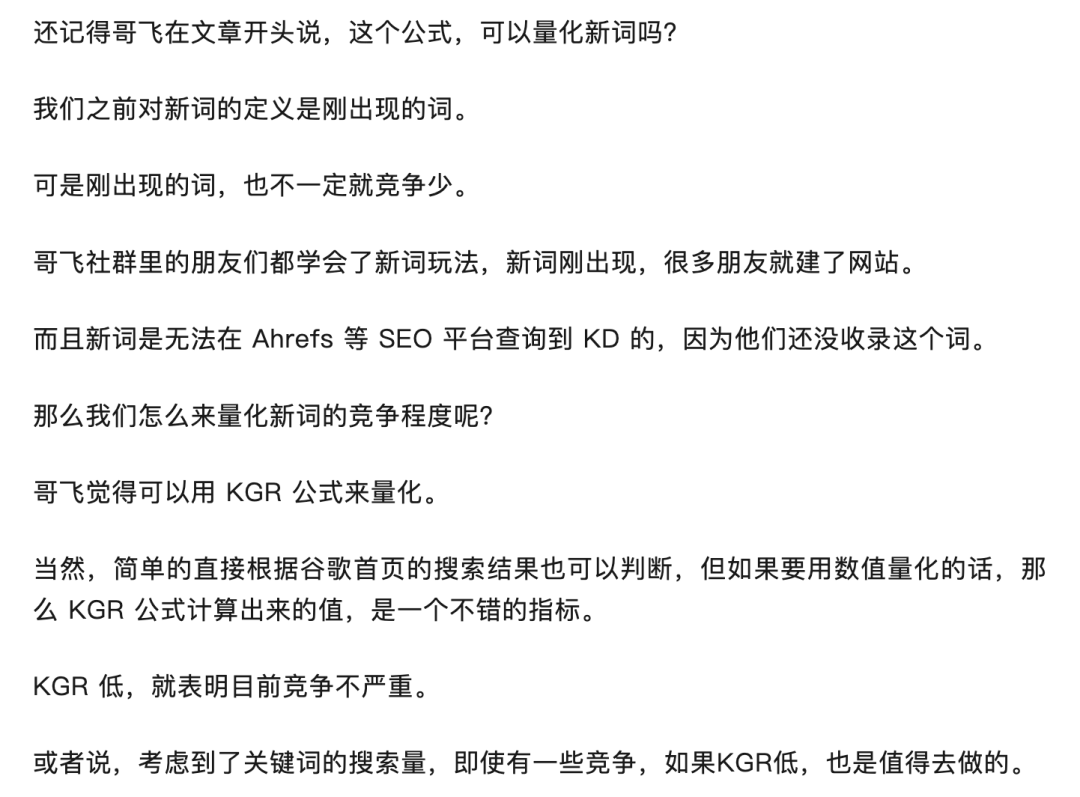 还记得哥飞在文章开头说，这个公式，可以量化新词吗？
我们之前对新词的定义是刚出现的词。
可是刚出现的词，也不一定就竞争少。
哥飞社群里的朋友们都学会了新词玩法，新词刚出现，很多朋友就建了网站。
而且新词是无法在 Ahrefs 等 SEO 平台查询到 KD 的，因为他们还没收录这个词。
那么我们怎么来量化新词的竞争程度呢？
哥飞觉得可以用 KGR 公式来量化。
当然，简单的直接根据谷歌首页的搜索结果也可以判断，但如果要用数值量化的话，那
么 KGR 公式计算出来的值，是一个不错的指标。
KGR 低，就表明目前竞争不严重。
或者说，考虑到了关键词的搜索量，即使有一些竞争，如果KGR低，也是值得去做的。